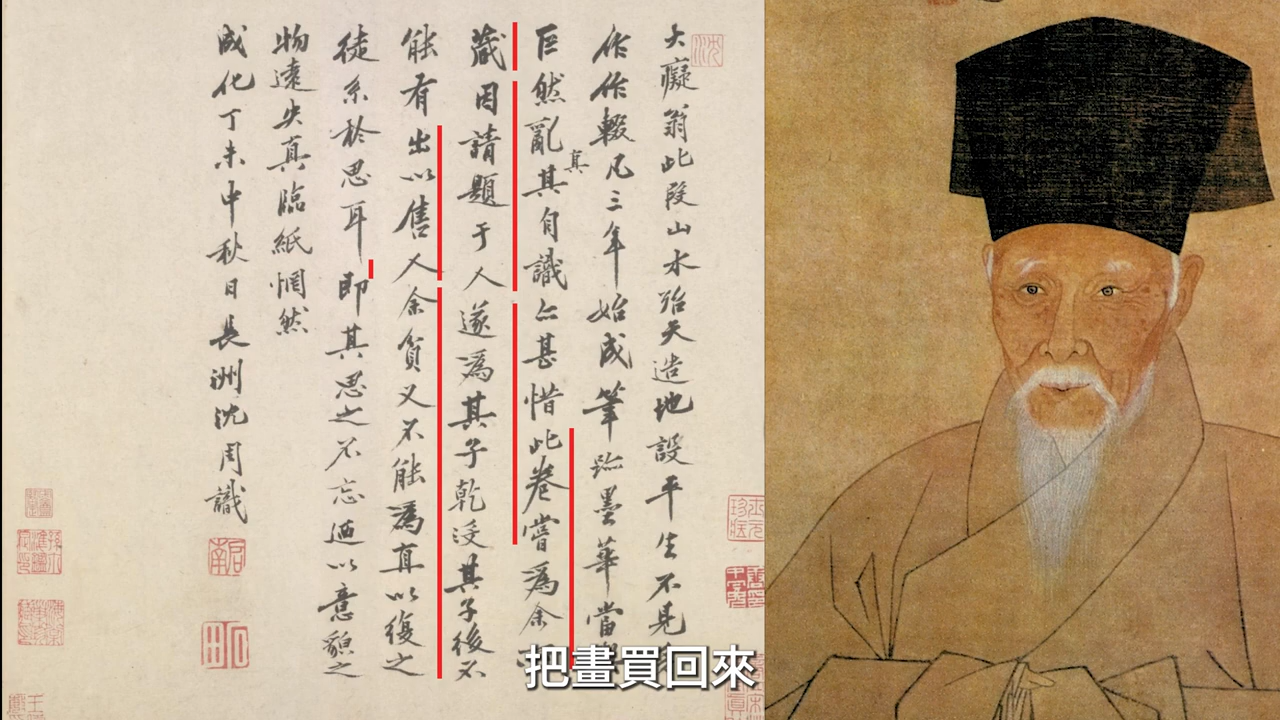 大癡翁此段山水殆天造地設平生不見多
作作輟凡三年始成筆跡墨華當與
巨然亂真其自識亦甚惜此卷嘗為余所
藏因請題于人遂為其子乾沒其子後不
能有出以售人余貧又不能為直以復之
徒系於思耳即其思之不忘迺以意貌之
物遠失真臨紙惘然
成化丁未中秋日長洲沈周識
把畫買回來